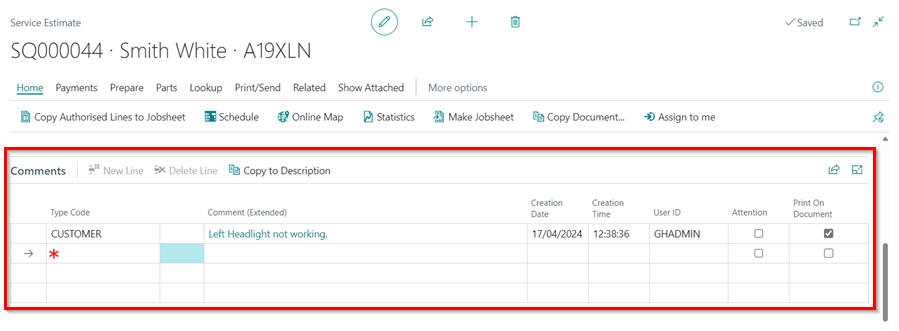 Service Estimate
Saved
SQ000044 · Smith White · A19XLN
Home Payments Prepare Parts Lookup Print/Send Related Show Attached More options
Copy Authorised Lines to Jobsheet Schedule Online Map Statistics Make Jobsheet Copy Document... Assign to me
Comments New Line Delete Line Copy to Description
Type Code Comment (Extended) Creation Date Creation Time User ID Attention Print On Document
CUSTOMER Left Headlight not working. 17/04/2024 12:38:36 GHADMIN